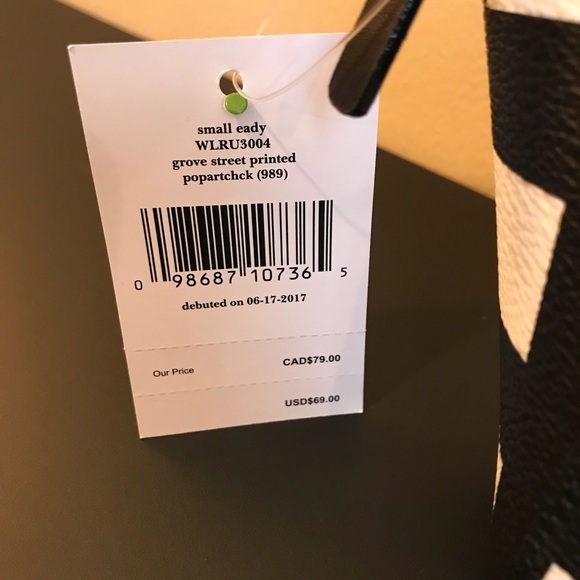 small eady
WLRU3004
grove street printed
popartchck (989)
0 98687 10736 5
debuted on 06-17-2017
Our Price CAD$79.00
USD$69.00